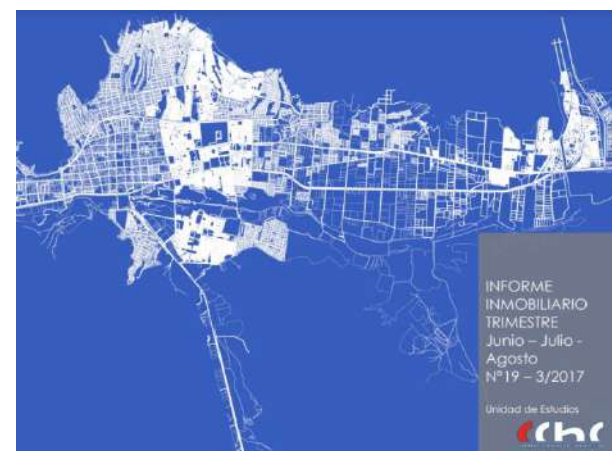 INFORME
INMOBILIARIO
TRIMESTRE
Junio – Julio -
Agosto
N°19 – 3/2017
Unidad de Estudios
cchc